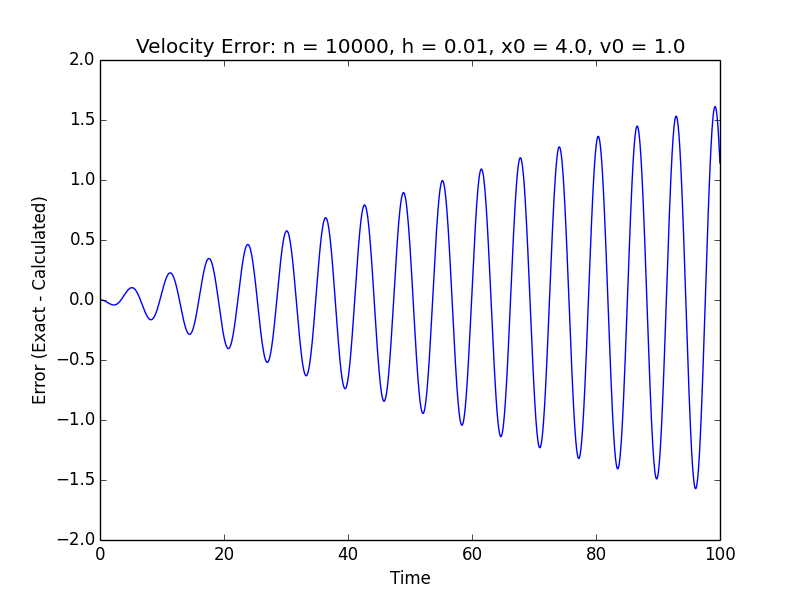 Velocity Error: n = 10000, h = 0.01, x0 = 4.0, v0 = 1.0
2.0
1.5
1.0
0.5
0.0
−0.5
−1.0
−1.5
−2.0
Error (Exact - Calculated)
0 20 40 60 80 100
Time